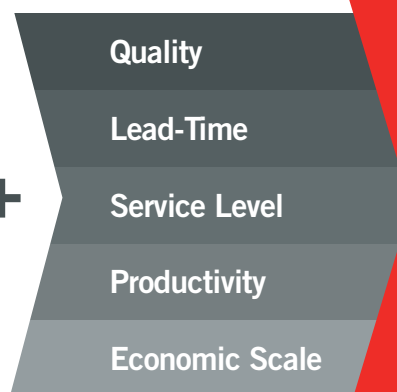 Quality
Lead-Time
+
Service Level
Productivity
Economic Scale